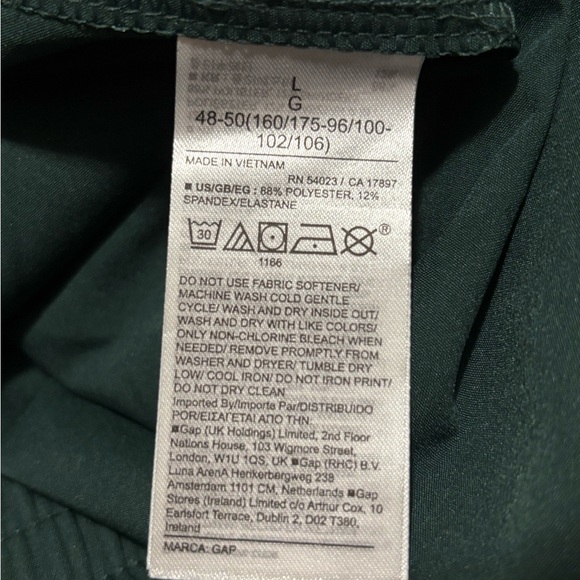 L
G
48-50(160/175-96/100-
102/106)
MADE IN VIETNAM
RN 54023 / CA 17897
■ US/GB/EG : 88% POLYESTER, 12%
SPANDEX/ELASTANE
30
®
1166
DO NOT USE FABRIC SOFTENER/
MACHINE WASH COLD GENTLE
CYCLE/ WASH AND DRY INSIDE OUT/
WASH AND DRY WITH LIKE COLORS/
ONLY NON-CHLORINE BLEACH WHEN
NEEDED/ REMOVE PROMPTLY FROM
WASHER AND DRYER/ TUMBLE DRY
LOW/ COOL IRON/ DO NOT IRON PRINT/
DO NOT DRY CLEAN
Imported By/Importe Par/DISTRIBUIDO
POR/ΕΙΣΑΓΕΤΑΙ ΑΠΟ ΤΗΝ.
■Gap (UK Holdings) Limited, 2nd Floor
Nations House, 103 Wigmore Street,
London, W1U 1QS, UK ■Gap (RHC) B.V.
Luna ArenA Herikerbergweg 238
Amsterdam 1101 CM, Netherlands ■Gap
Stores (Ireland) Limited c/o Arthur Cox, 10
Earlsfort Terrace, Dublin 2, D02 T380,
Ireland
MARCA: GAP